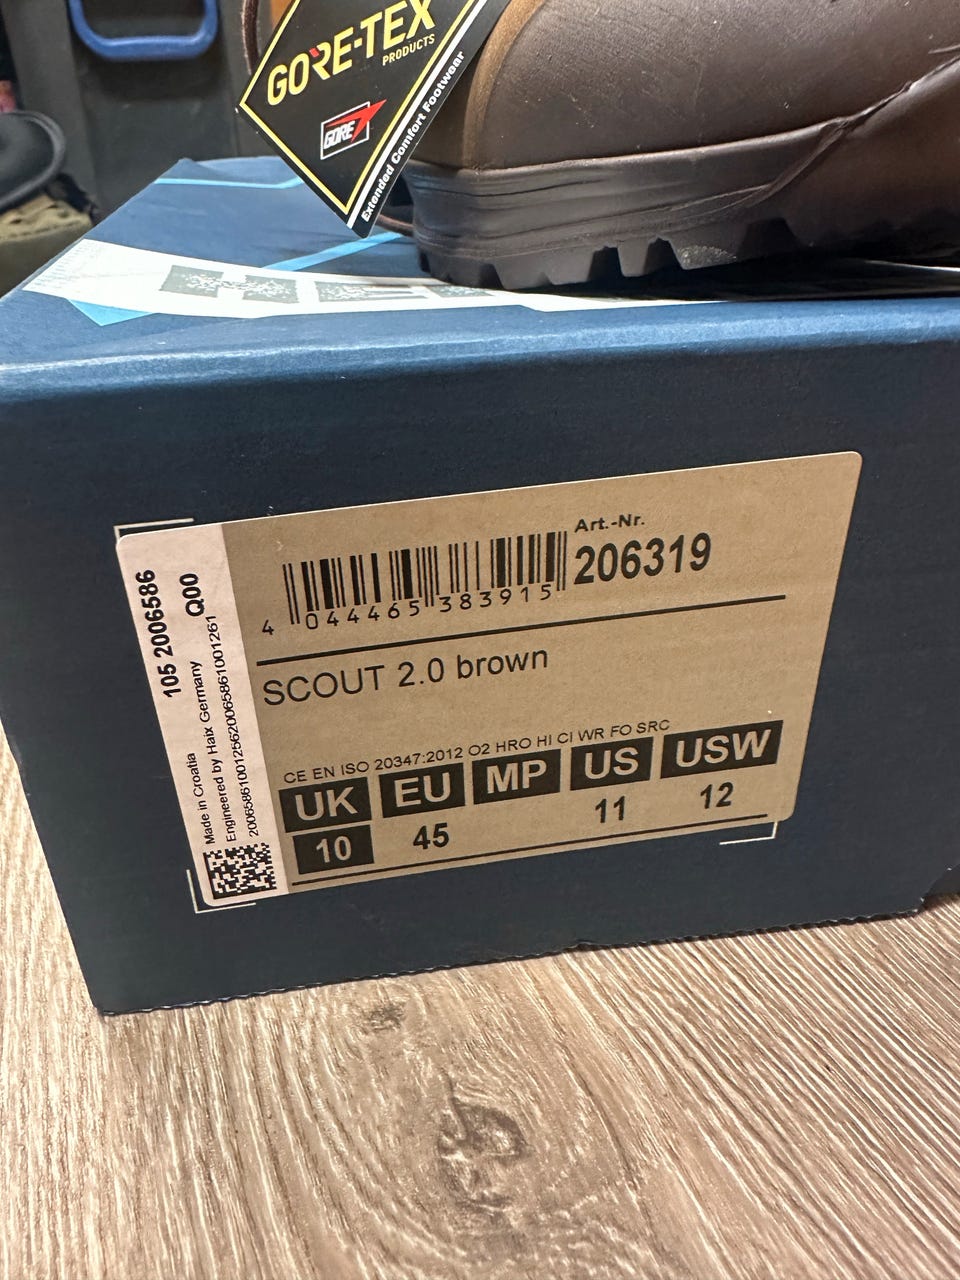 GORE-TEX
PRODUCTS
GORE
Extended Comfort Footwear
105 2006586
Q00
Made in Croatia
Engineered by Haix Germany
2006586100125620065861001261
Art.-Nr.
206319
4 044465 383915
SCOUT 2.0 brown
CE EN ISO 20347:2012 O2 HRO HI CI WR FO SRC
UK EU MP US USW
10 45 11 12